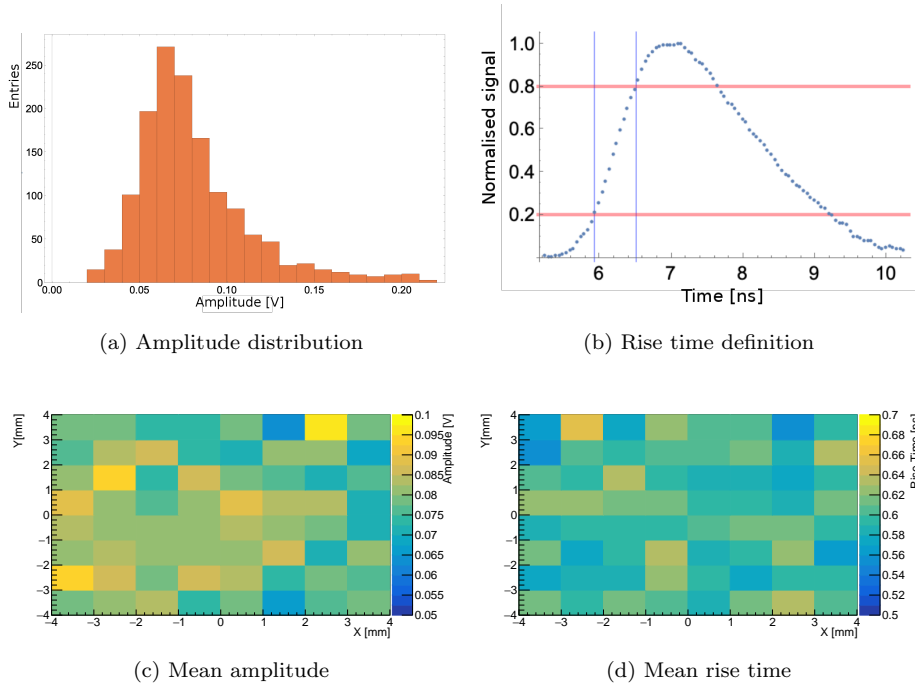 Entries
250
200
150
100
50
0
0.00 0.05 0.10 0.15 0.20
Amplitude [V]
(a) Amplitude distribution
Normalised signal
1.0
0.8
0.6
0.4
0.2
6 7 8 9 10
Time [ns]
(b) Rise time definition
Y[mm]
4
3
2
1
0
−1
−2
−3
−4
−4 −3 −2 −1 0 1 2 3 4
X [mm]
0.1
0.095
0.09
0.085
0.08
0.075
0.07
0.065
0.06
0.055
0.05
Amplitude [V]
(c) Mean amplitude
Y[mm]
4
3
2
1
0
−1
−2
−3
−4
−4 −3 −2 −1 0 1 2 3 4
X [mm]
0.7
0.68
0.66
0.64
0.62
0.6
0.58
0.56
0.54
0.52
0.5
Rise Time [ns]
(d) Mean rise time